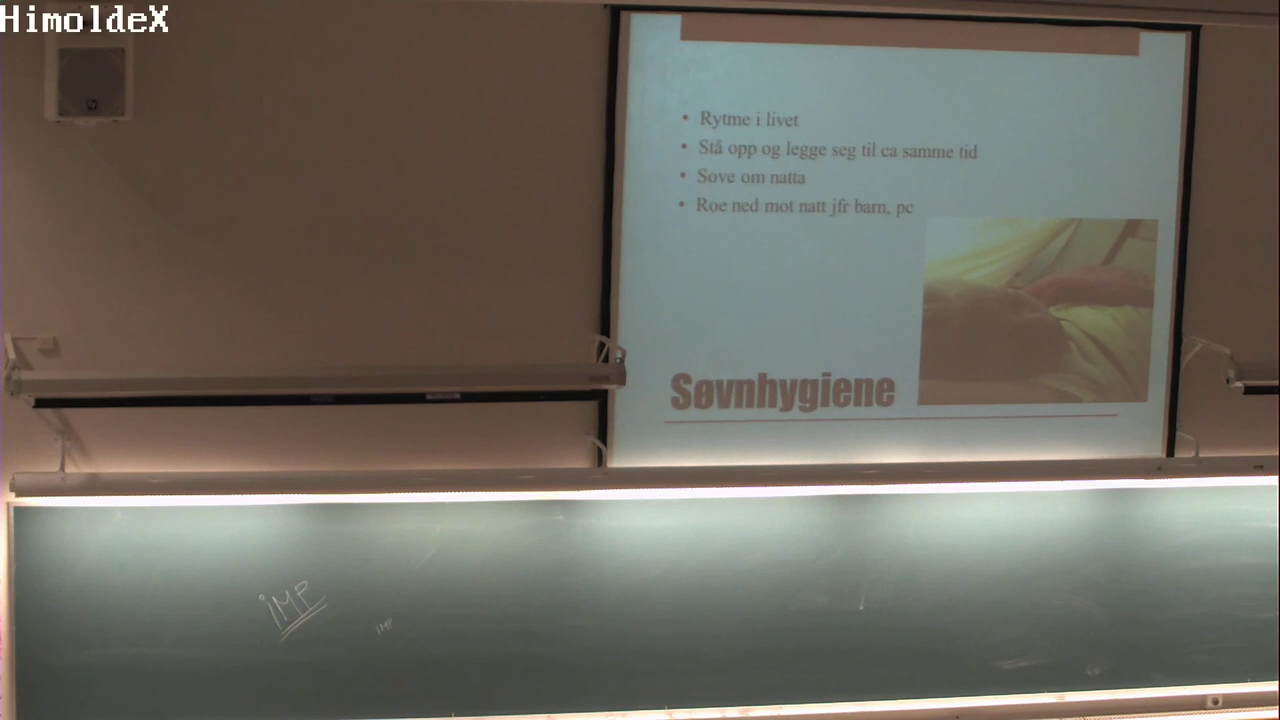 HimoldeX
• Rytme i livet
• Stå opp og legge seg til ca samme tid
• Sove om natta
• Roe ned mot natt jfr barn, pc
Søvnhygiene
iMP
IMP